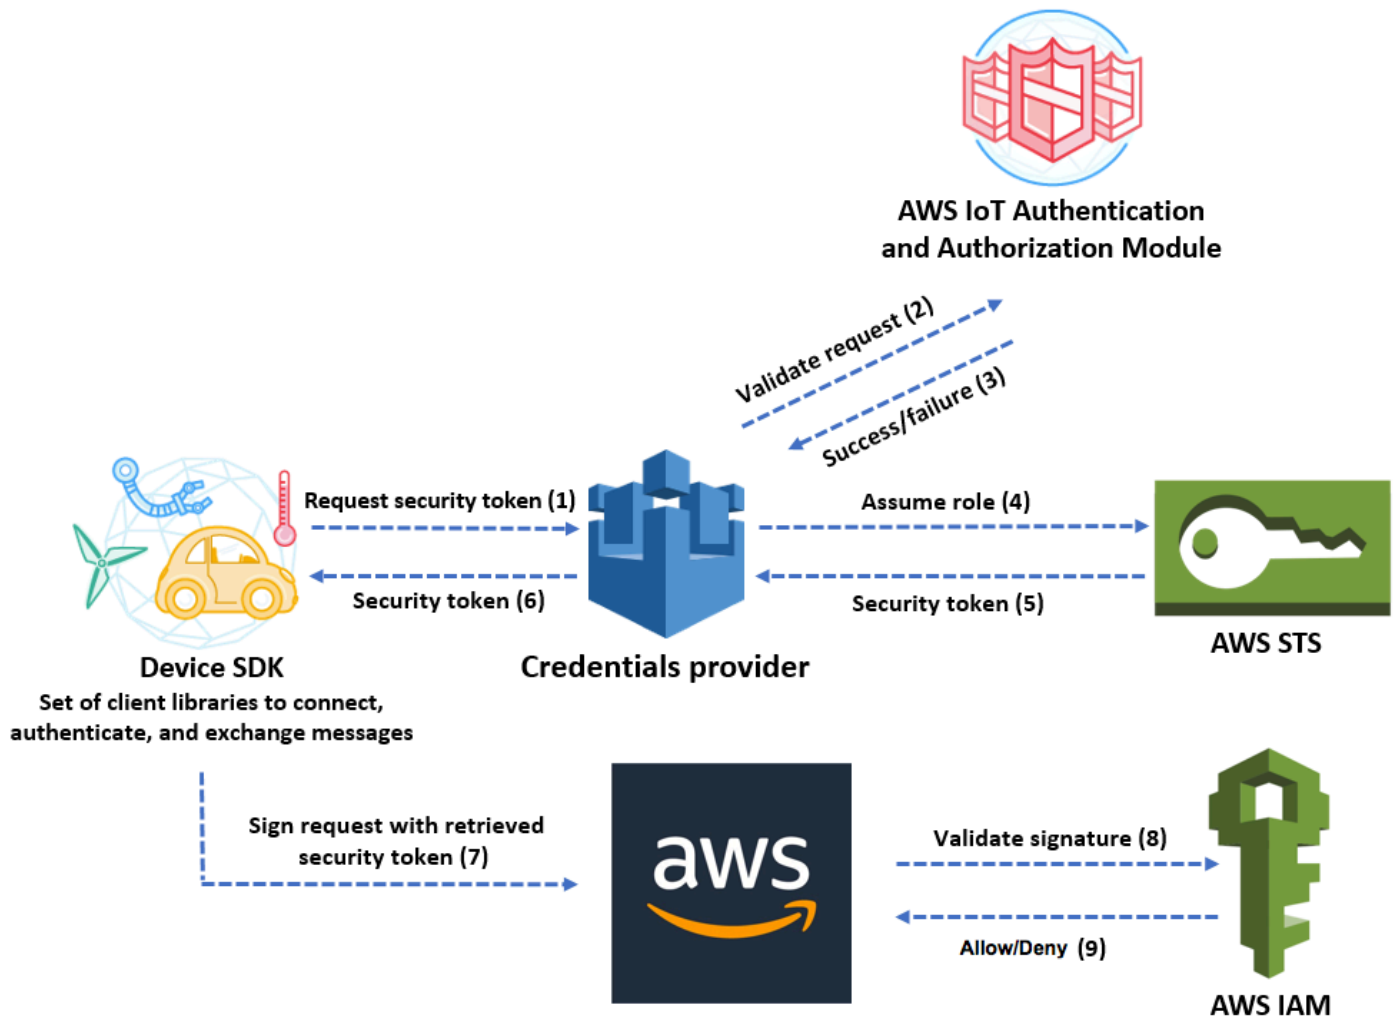 AWS IoT Authentication
and Authorization Module
Validate request (2)
Success/failure (3)
Request security token (1)
Assume role (4)
Security token (6)
Security token (5)
AWS STS
Device SDK
Credentials provider
Set of client libraries to connect,
authenticate, and exchange messages
Sign request with retrieved
security token (7)
aws
Validate signature (8)
Allow/Deny (9)
AWS IAM